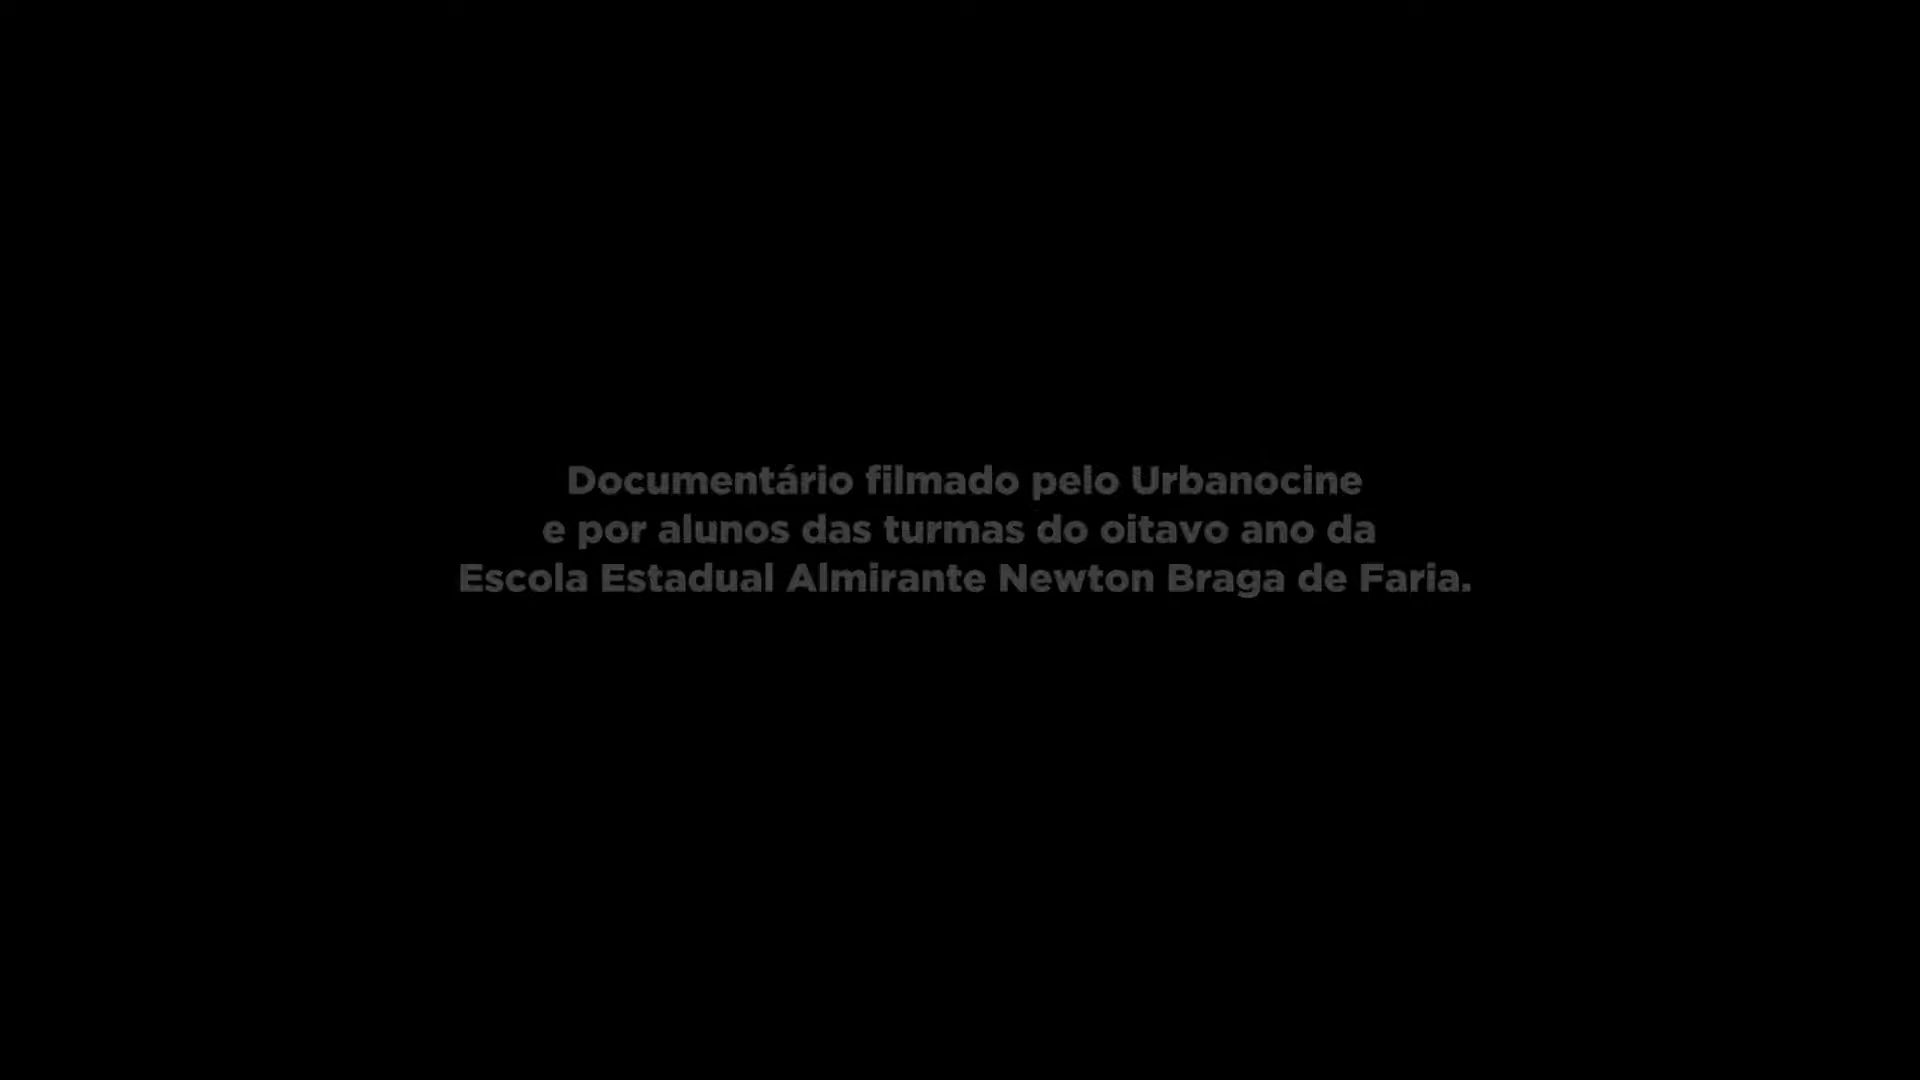 Documentário filmado pelo Urbanocine
e por alunos das turmas do oitavo ano da
Escola Estadual Almirante Newton Braga de Faria.